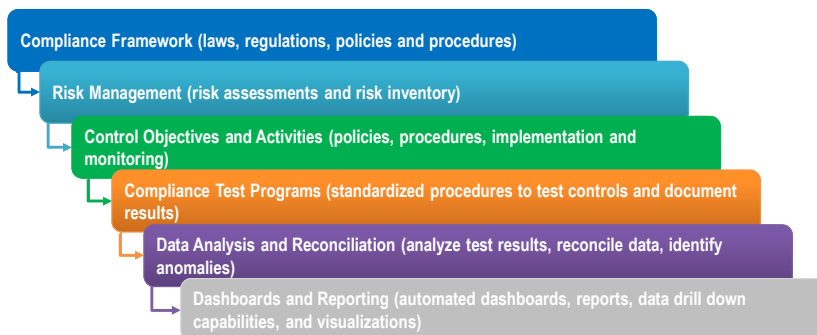 Compliance Framework (laws, regulations, policies and procedures)
Risk Management (risk assessments and risk inventory)
Control Objectives and Activities (policies, procedures, implementation and
monitoring)
Compliance Test Programs (standardized procedures to test controls and document
results)
Data Analysis and Reconciliation (analyze test results, reconcile data, identify
anomalies)
Dashboards and Reporting (automated dashboards, reports, data drill down
capabilities, and visualizations)